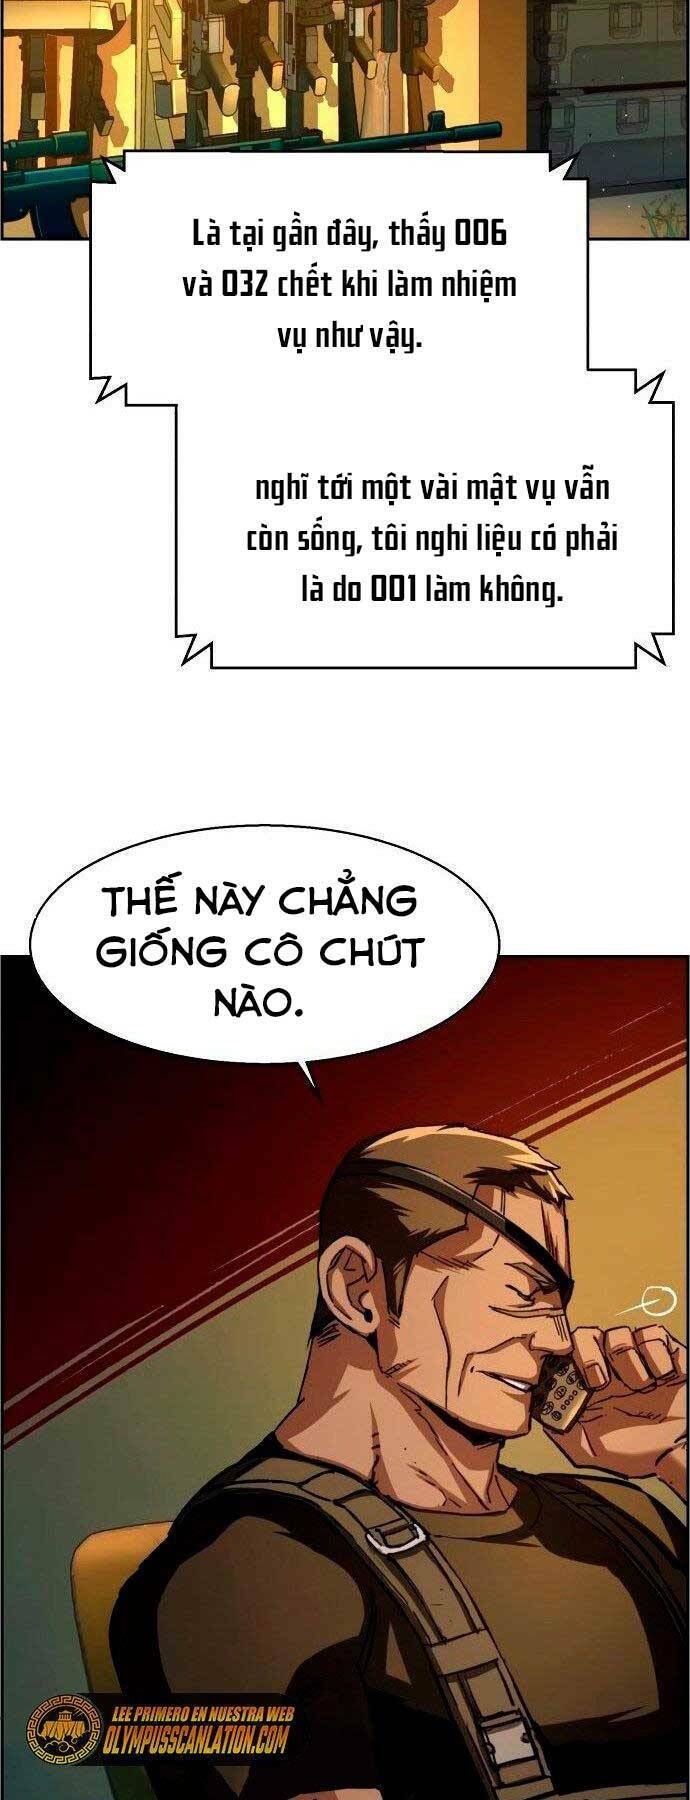 Là tại gần đây, thấy 006
và 032 chết khi làm nhiệm
vụ như vậy.
nghĩ tới một vài mật vụ vẫn
còn sống, tôi nghi liệu có phải
là do 001 làm không.
THẾ NÀY CHẲNG
GIỐNG CÔ CHÚT
NÀO.
LEE PRIMERO EN NUESTRA WEB
OLYMPUSSCANLATION.COM